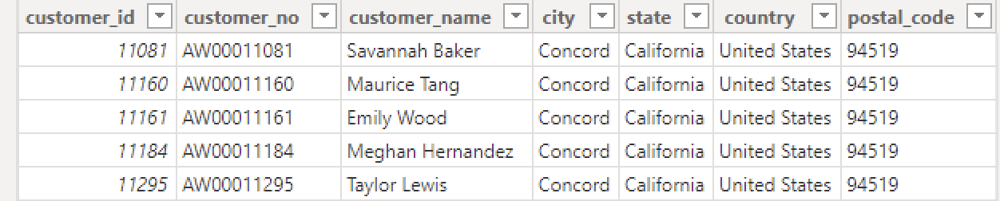 customer_id customer_no customer_name city state country postal_code
11081 AW00011081 Savannah Baker Concord California United States 94519
11160 AW00011160 Maurice Tang Concord California United States 94519
11161 AW00011161 Emily Wood Concord California United States 94519
11184 AW00011184 Meghan Hernandez Concord California United States 94519
11295 AW00011295 Taylor Lewis Concord California United States 94519